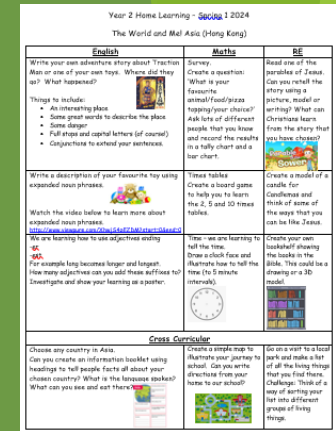 Year 2 Home Learning - Spring 1 2024
The World and Me! Asia (Hong Kong)
English
Write your own adventure story about Traction
Man or one of your own toys. Where did they
go? What happened?
Things to include:
• An interesting place
• Some great words to describe the place
• Some danger
• Full stops and capital letters (of course!)
• Conjunctions to extend your sentences.
Maths
Survey.
Create a question:
'What is your
favourite
animal/food/pizza
topping/your choice?'
Ask lots of different
people that you know
and record the results
in a tally chart and a
bar chart.
RE
Read one of the
parables of Jesus.
Can you retell the
story using a
picture, model or
writing? What can
Christians learn
from the story that
you have chosen?
Sower
Write a description of your favourite toy using
expanded noun phrases.
Watch the video below to learn more about
expanded noun phrases.
Times tables
Create a board game
to help you to learn
the 2, 5 and 10 times
tables.
Create a model of a
candle for
Candlemas and
think of some
of the ways that you
can be like Jesus.
We are learning how to use adjectives ending
-er
-est
For example long becomes longer and longest.
How many adjectives can you add these suffixes to?
Investigate and show your learning as a poster.
Time – we are learning to
tell the time.
Draw a clock face and
illustrate how to tell the
time (to 5 minute
intervals).
Create your own
bookshelf showing
the books in the
Bible. This could be a
drawing or a 3D
model.
Cross Curricular
Choose any country in Asia.
Can you create an information booklet using
headings to tell people facts all about your
chosen country? What is the language spoken?
What can you see and eat there?
Create a simple map to
illustrate your journey to
school. Can you write
directions from your
home to our school?
Go on a visit to a local
park and make a list
of all the living things
that you find there.
Challenge: Think of a
way of sorting your
list into different
groups of living
things.